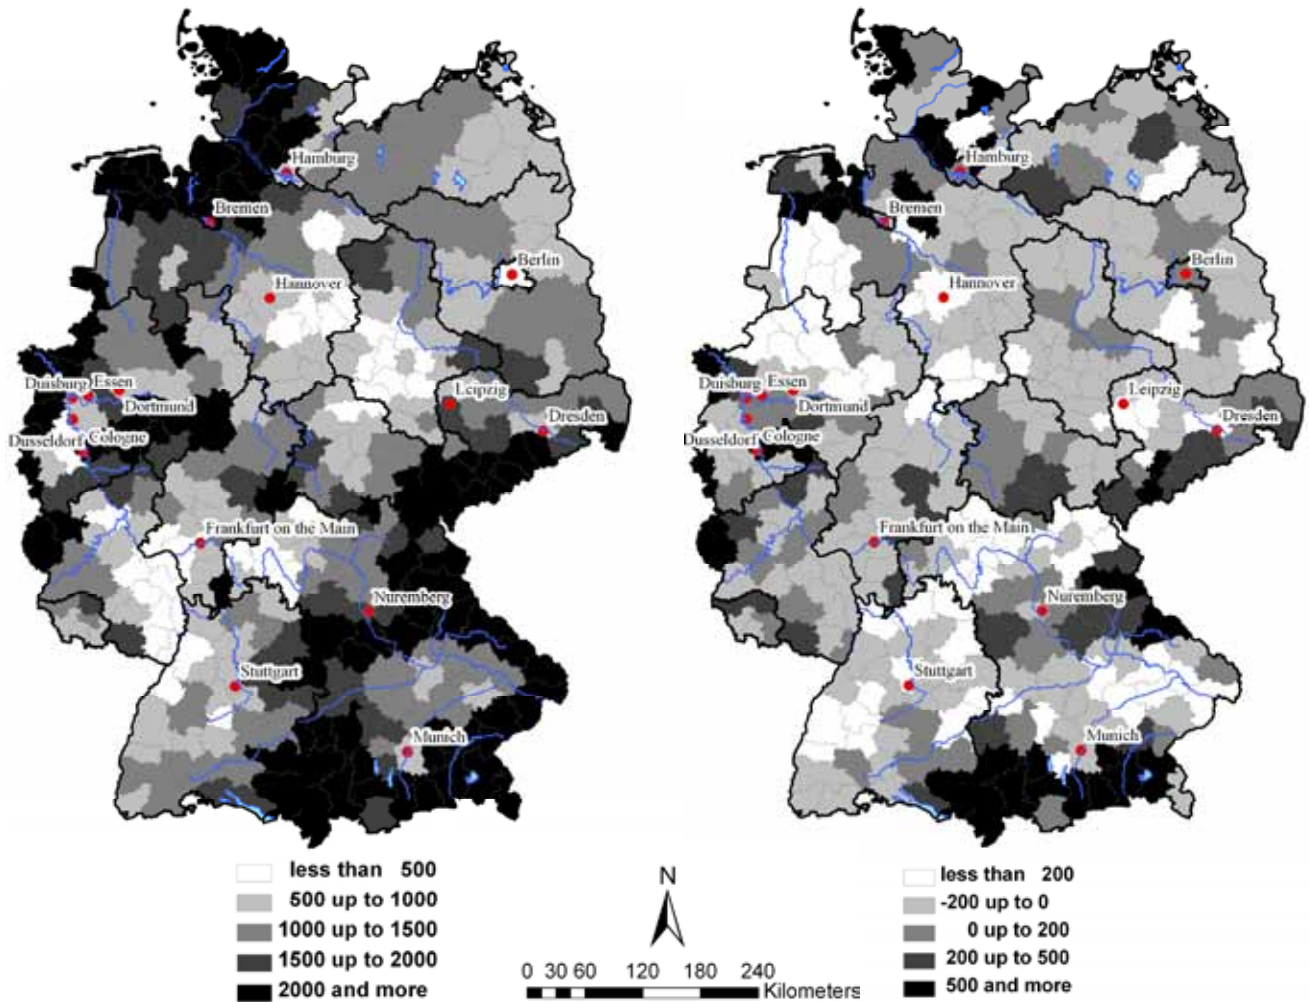 Hamburg
Bremen
Berlin
Hannover
Duisburg Essen
Dortmund
Leipzig
Dresden
Dusseldorf Cologne
Frankfurt on the Main
Nuremberg
Stuttgart
Munich
Hamburg
Bremen
Berlin
Hannover
Duisburg Essen
Dortmund
Leipzig
Dresden
Dusseldorf Cologne
Frankfurt on the Main
Nuremberg
Stuttgart
Munich
less than 500
500 up to 1000
1000 up to 1500
1500 up to 2000
2000 and more
N
0 30 60 120 180 240
Kilometers
less than 200
-200 up to 0
0 up to 200
200 up to 500
500 and more